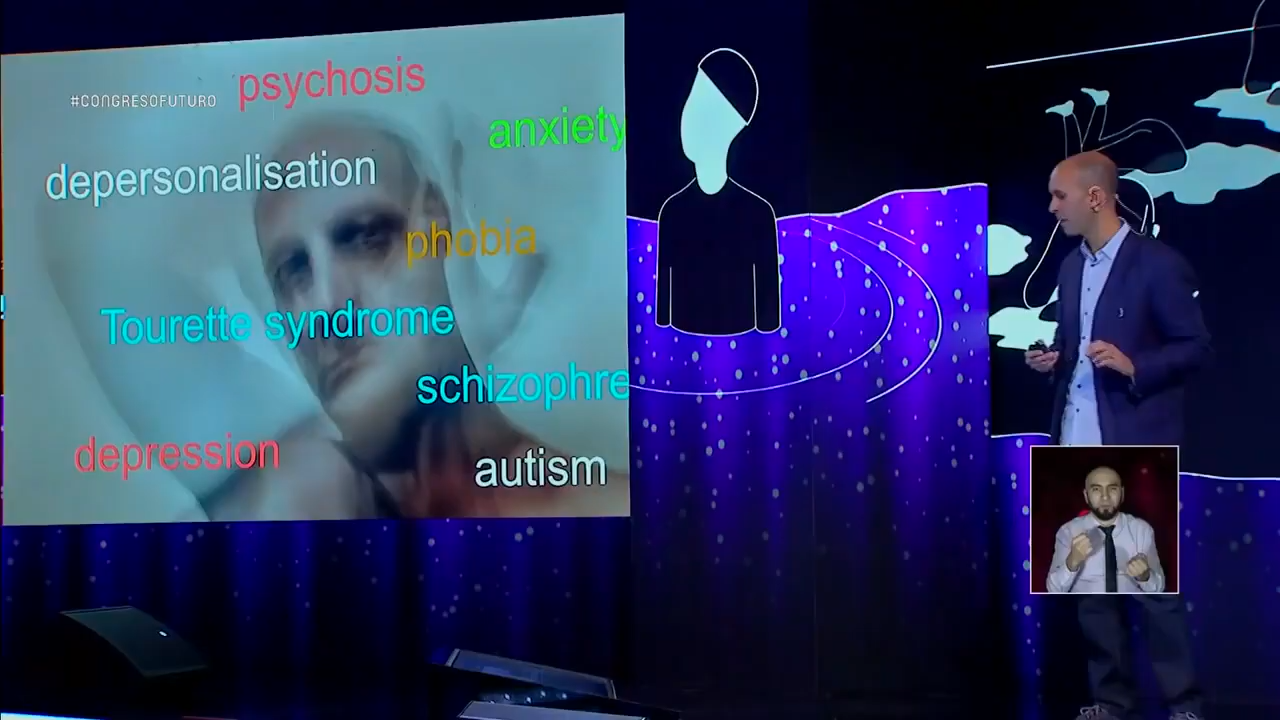 #CONGRESOFUTURO
psychosis
anxiety
depersonalisation
phobia
Tourette syndrome
schizophre
depression
autism